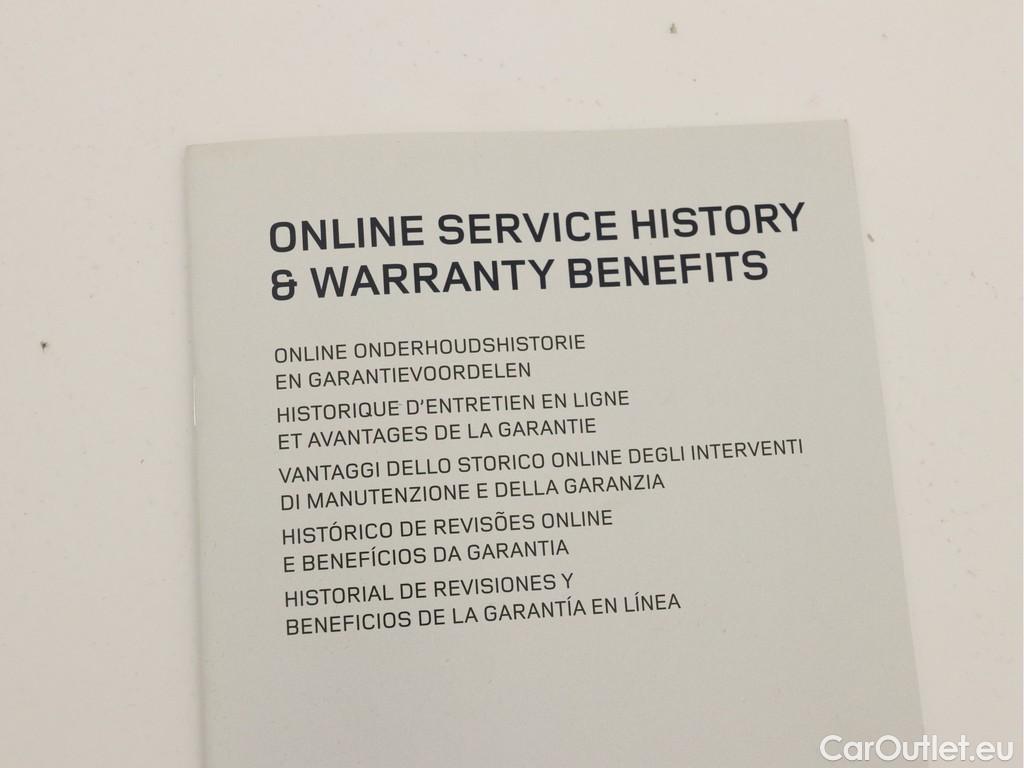 ONLINE SERVICE HISTORY
& WARRANTY BENEFITS
ONLINE ONDERHOUDSHISTORIE
EN GARANTIEVOORDELEN
HISTORIQUE D'ENTRETIEN EN LIGNE
ET AVANTAGES DE LA GARANTIE
VANTAGGI DELLO STORICO ONLINE DEGLI INTERVENTI
DI MANUTENZIONE E DELLA GARANZIA
HISTÓRICO DE REVISÕES ONLINE
E BENEFÍCIOS DA GARANTIA
HISTORIAL DE REVISIONES Y
BENEFICIOS DE LA GARANTÍA EN LÍNEA
CarOutlet.eu